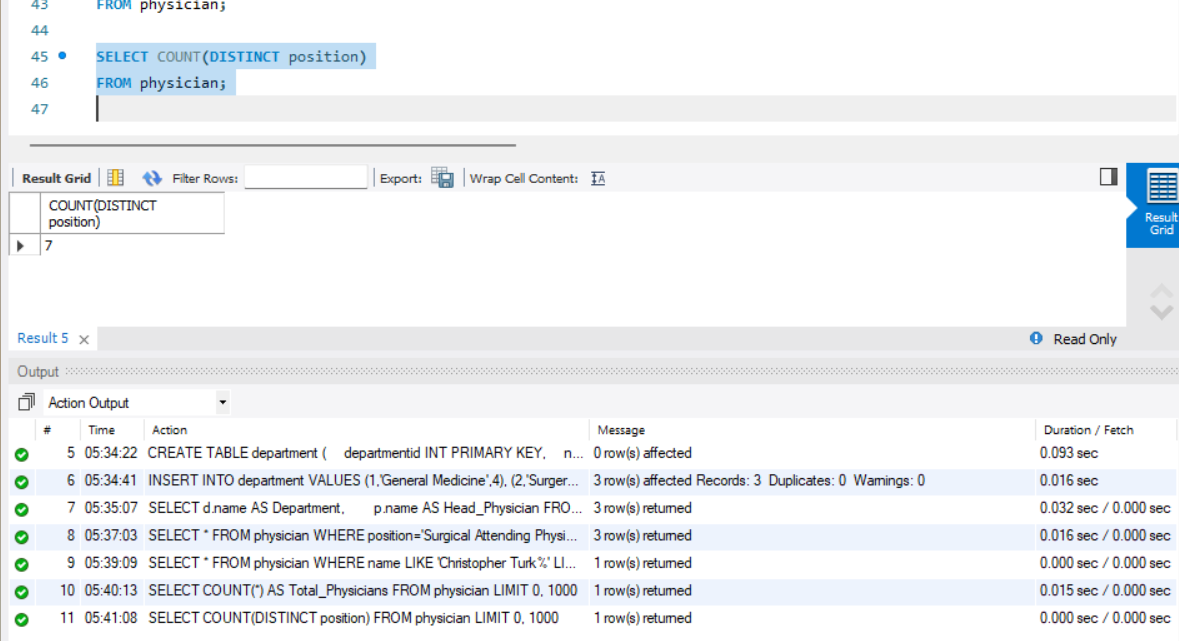 43 FROM physician;
44
45 SELECT COUNT(DISTINCT position)
46 FROM physician;
47
Result Grid Filter Rows: Export: Wrap Cell Content:
COUNT(DISTINCT
position)
7
Result
Grid
Result 5 Read Only
Output
Action Output
# Time Action Message Duration / Fetch
5 05:34:22 CREATE TABLE department ( departmentid INT PRIMARY KEY, n... 0 row(s) affected 0.093 sec
6 05:34:41 INSERT INTO department VALUES (1,'General Medicine',4), (2,'Surger... 3 row(s) affected Records: 3 Duplicates: 0 Warnings: 0 0.016 sec
7 05:35:07 SELECT d.name AS Department, p.name AS Head_Physician FRO... 3 row(s) returned 0.032 sec / 0.000 sec
8 05:37:03 SELECT * FROM physician WHERE position='Surgical Attending Physi... 3 row(s) returned 0.016 sec / 0.000 sec
9 05:39:09 SELECT * FROM physician WHERE name LIKE 'Christopher Turk%' LI... 1 row(s) returned 0.000 sec / 0.000 sec
10 05:40:13 SELECT COUNT(*) AS Total_Physicians FROM physician LIMIT 0, 1000 1 row(s) returned 0.015 sec / 0.000 sec
11 05:41:08 SELECT COUNT(DISTINCT position) FROM physician LIMIT 0, 1000 1 row(s) returned 0.000 sec / 0.000 sec